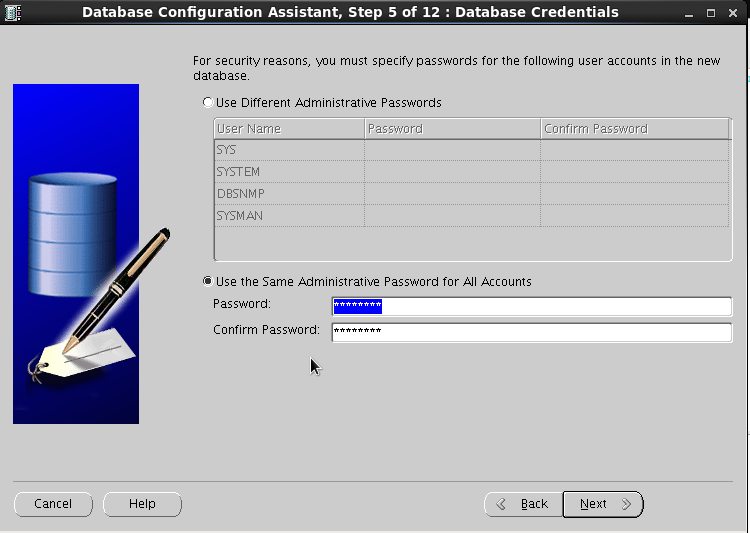 Database Configuration Assistant, Step 5 of 12 : Database Credentials
For security reasons, you must specify passwords for the following user accounts in the new
database.
Use Different Administrative Passwords
User Name Password Confirm Password
SYS
SYSTEM
DBSNMP
SYSMAN
Use the Same Administrative Password for All Accounts
Password: ********
Confirm Password: ********
Cancel Help Back Next